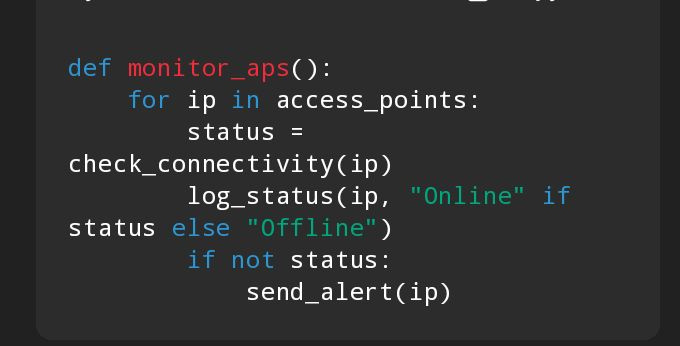 def monitor_aps():
    for ip in access_points:
        status =
check_connectivity(ip)
        log_status(ip, "Online" if
status else "Offline")
        if not status:
            send_alert(ip)